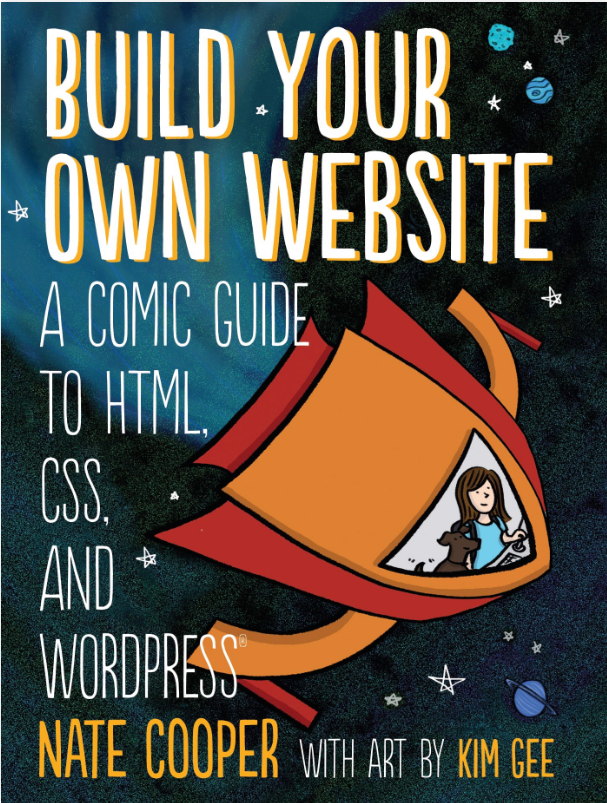 BUILD YOUR
OWN WEBSITE
A COMIC GUIDE
TO HTML,
CSS,
AND
WORDPRESS®
NATE COOPER WITH ART BY KIM GEE